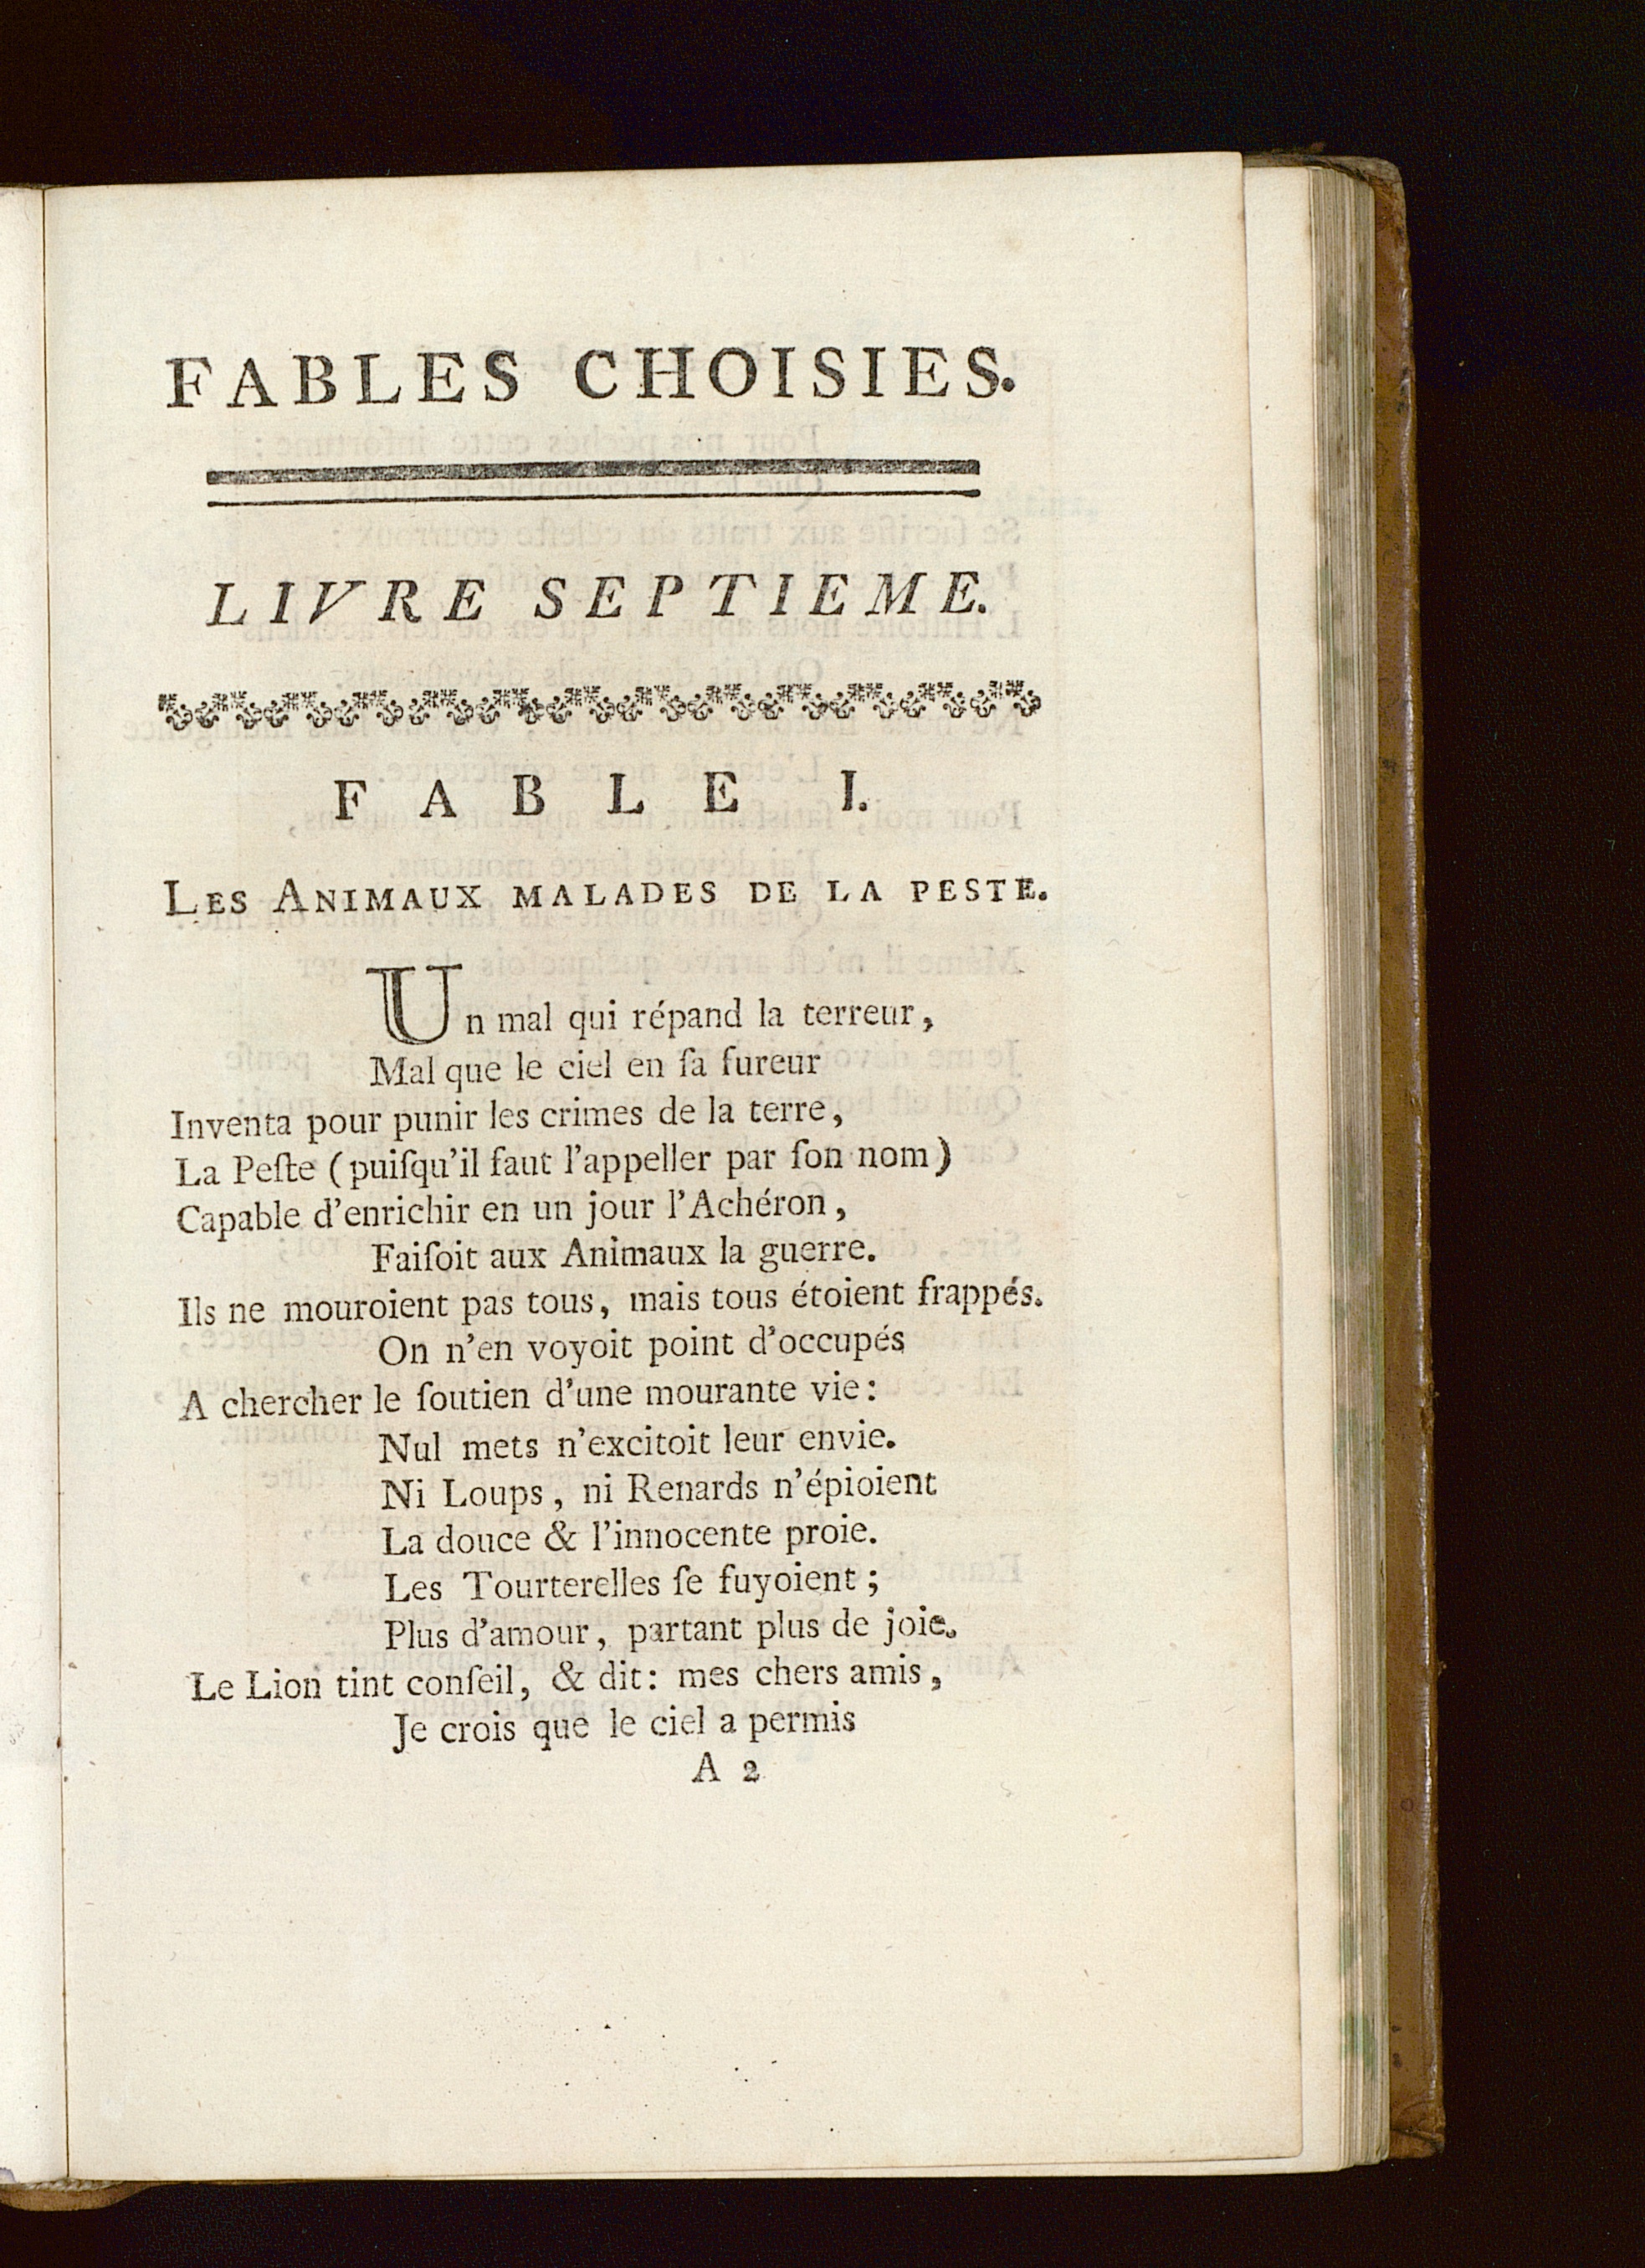 FABLES CHOISIES.
LIVRE SEPTIEME.
FABLE I.
LES ANIMAUX MALADES DE LA PESTE.
Un mal qui répand la terreur,
Mal que le ciel en ſa fureur
Inventa pour punir les crimes de la terre,
La Peſte (puiſqu'il faut l'appeller par ſon nom)
Capable d'enrichir en un jour l'Achéron,
Faiſoit aux Animaux la guerre.
Ils ne mouroient pas tous, mais tous étoient frappés.
On n'en voyoit point d'occupés
A chercher le ſoutien d'une mourante vie:
Nul mets n'excitoit leur envie.
Ni Loups, ni Renards n'épioient
La douce & l'innocente proie.
Les Tourterelles ſe fuyoient;
Plus d'amour, partant plus de joie.
Le Lion tint conſeil, & dit: mes chers amis,
Je crois que le ciel a permis
A 2